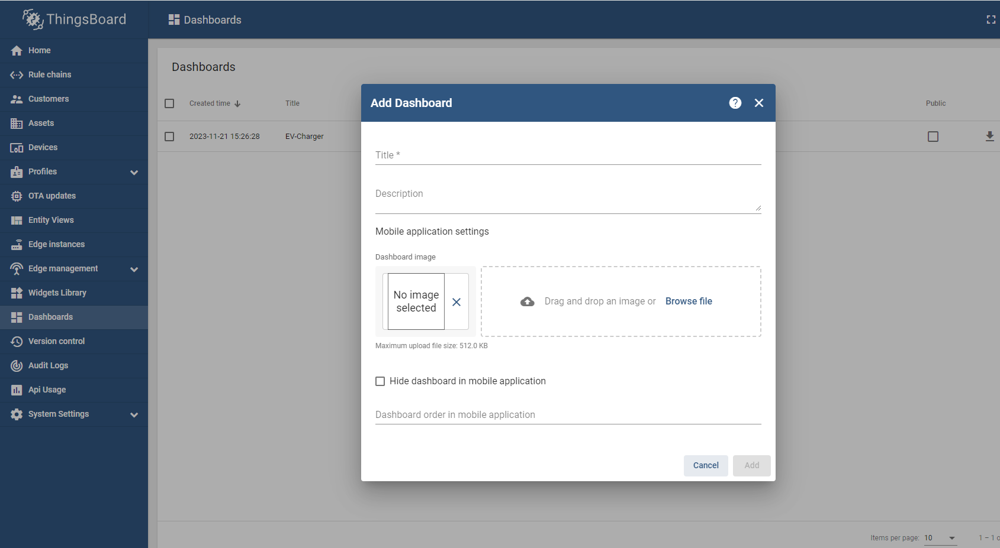 ThingsBoard
Dashboards
Home
Rule chains
Customers
Assets
Devices
Profiles
OTA updates
Entity Views
Edge instances
Edge management
Widgets Library
Dashboards
Version control
Audit Logs
Api Usage
System Settings
Dashboards
Created time Title Public
2023-11-21 15:26:28 EV-Charger
Add Dashboard ?
Title *
Description
Mobile application settings
Dashboard image
No image
selected
Drag and drop an image or Browse file
Maximum upload file size: 512.0 KB
Hide dashboard in mobile application
Dashboard order in mobile application
Cancel Add
Items per page: 10 1 – 1